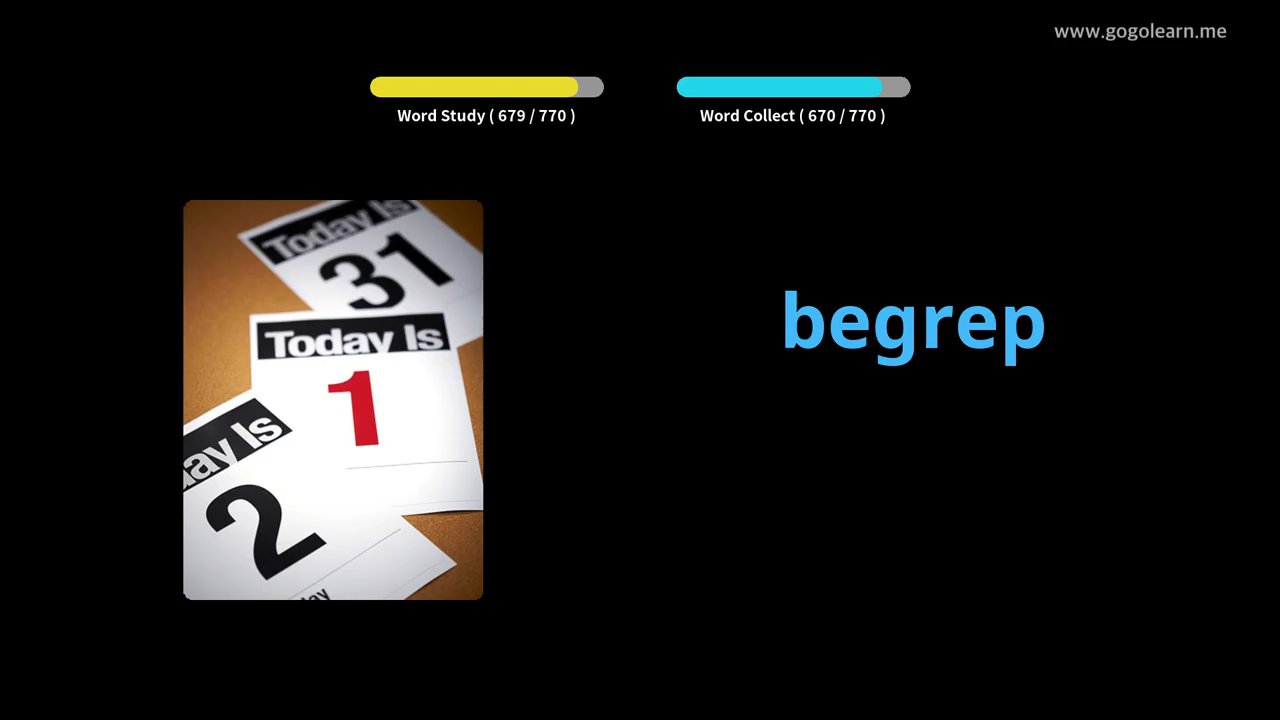 www.gogolearn.me
Word Study ( 679 / 770 )
Word Collect ( 670 / 770 )
Today Is
31
Today Is
1
begrep
ay Is
2
ay